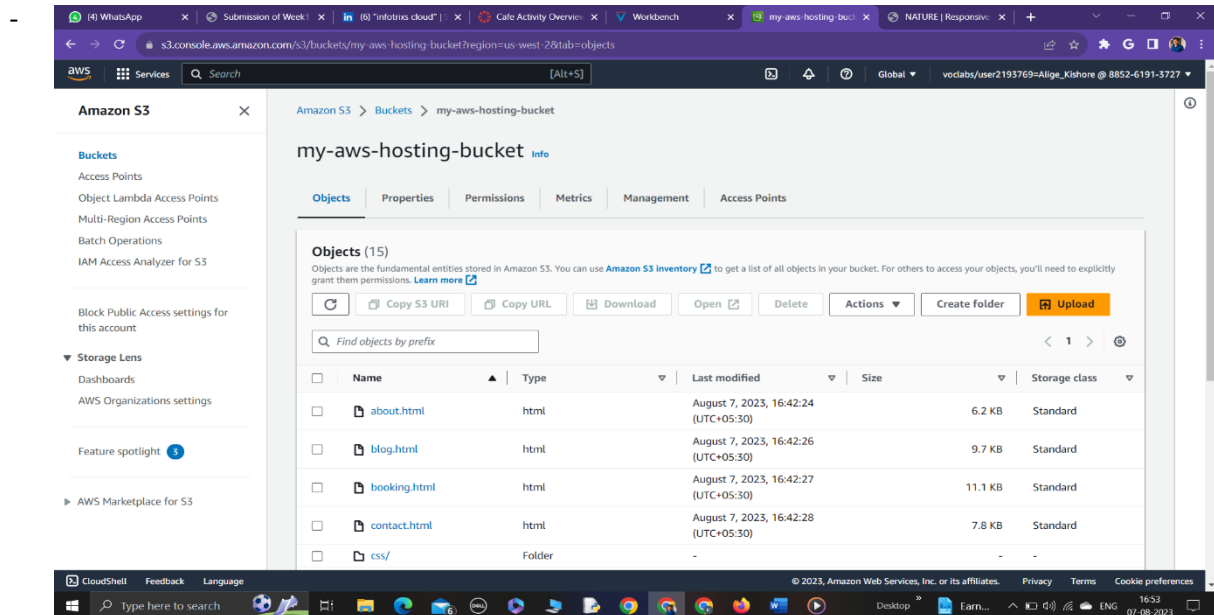 -
(4) WhatsApp
Submission of Week1
(6) "infotrixs cloud" | S
Cafe Activity Overview
Workbench
my-aws-hosting-buck
NATURE | Responsive
s3.console.aws.amazon.com/s3/buckets/my-aws-hosting-bucket?region=us-west-2&tab=objects
aws Services Search [Alt+S] Global voclabs/user2193769=Alige_Kishore @ 8852-6191-3727
Amazon S3
Buckets
Access Points
Object Lambda Access Points
Multi-Region Access Points
Batch Operations
IAM Access Analyzer for S3
Block Public Access settings for
this account
Storage Lens
Dashboards
AWS Organizations settings
Feature spotlight 3
AWS Marketplace for S3
Amazon S3 > Buckets > my-aws-hosting-bucket
my-aws-hosting-bucket Info
Objects Properties Permissions Metrics Management Access Points
Objects (15)
Objects are the fundamental entities stored in Amazon S3. You can use Amazon S3 inventory to get a list of all objects in your bucket. For others to access your objects, you'll need to explicitly
grant them permissions. Learn more
Copy S3 URI Copy URL Download Open Delete Actions Create folder Upload
Find objects by prefix
< 1 >
Name Type Last modified Size Storage class
about.html html August 7, 2023, 16:42:24 (UTC+05:30) 6.2 KB Standard
blog.html html August 7, 2023, 16:42:26 (UTC+05:30) 9.7 KB Standard
booking.html html August 7, 2023, 16:42:27 (UTC+05:30) 11.1 KB Standard
contact.html html August 7, 2023, 16:42:28 (UTC+05:30) 7.8 KB Standard
css/ Folder - - -
CloudShell Feedback Language © 2023, Amazon Web Services, Inc. or its affiliates. Privacy Terms Cookie preferences
Type here to search Desktop Earn... ENG 16:53
07-08-2023